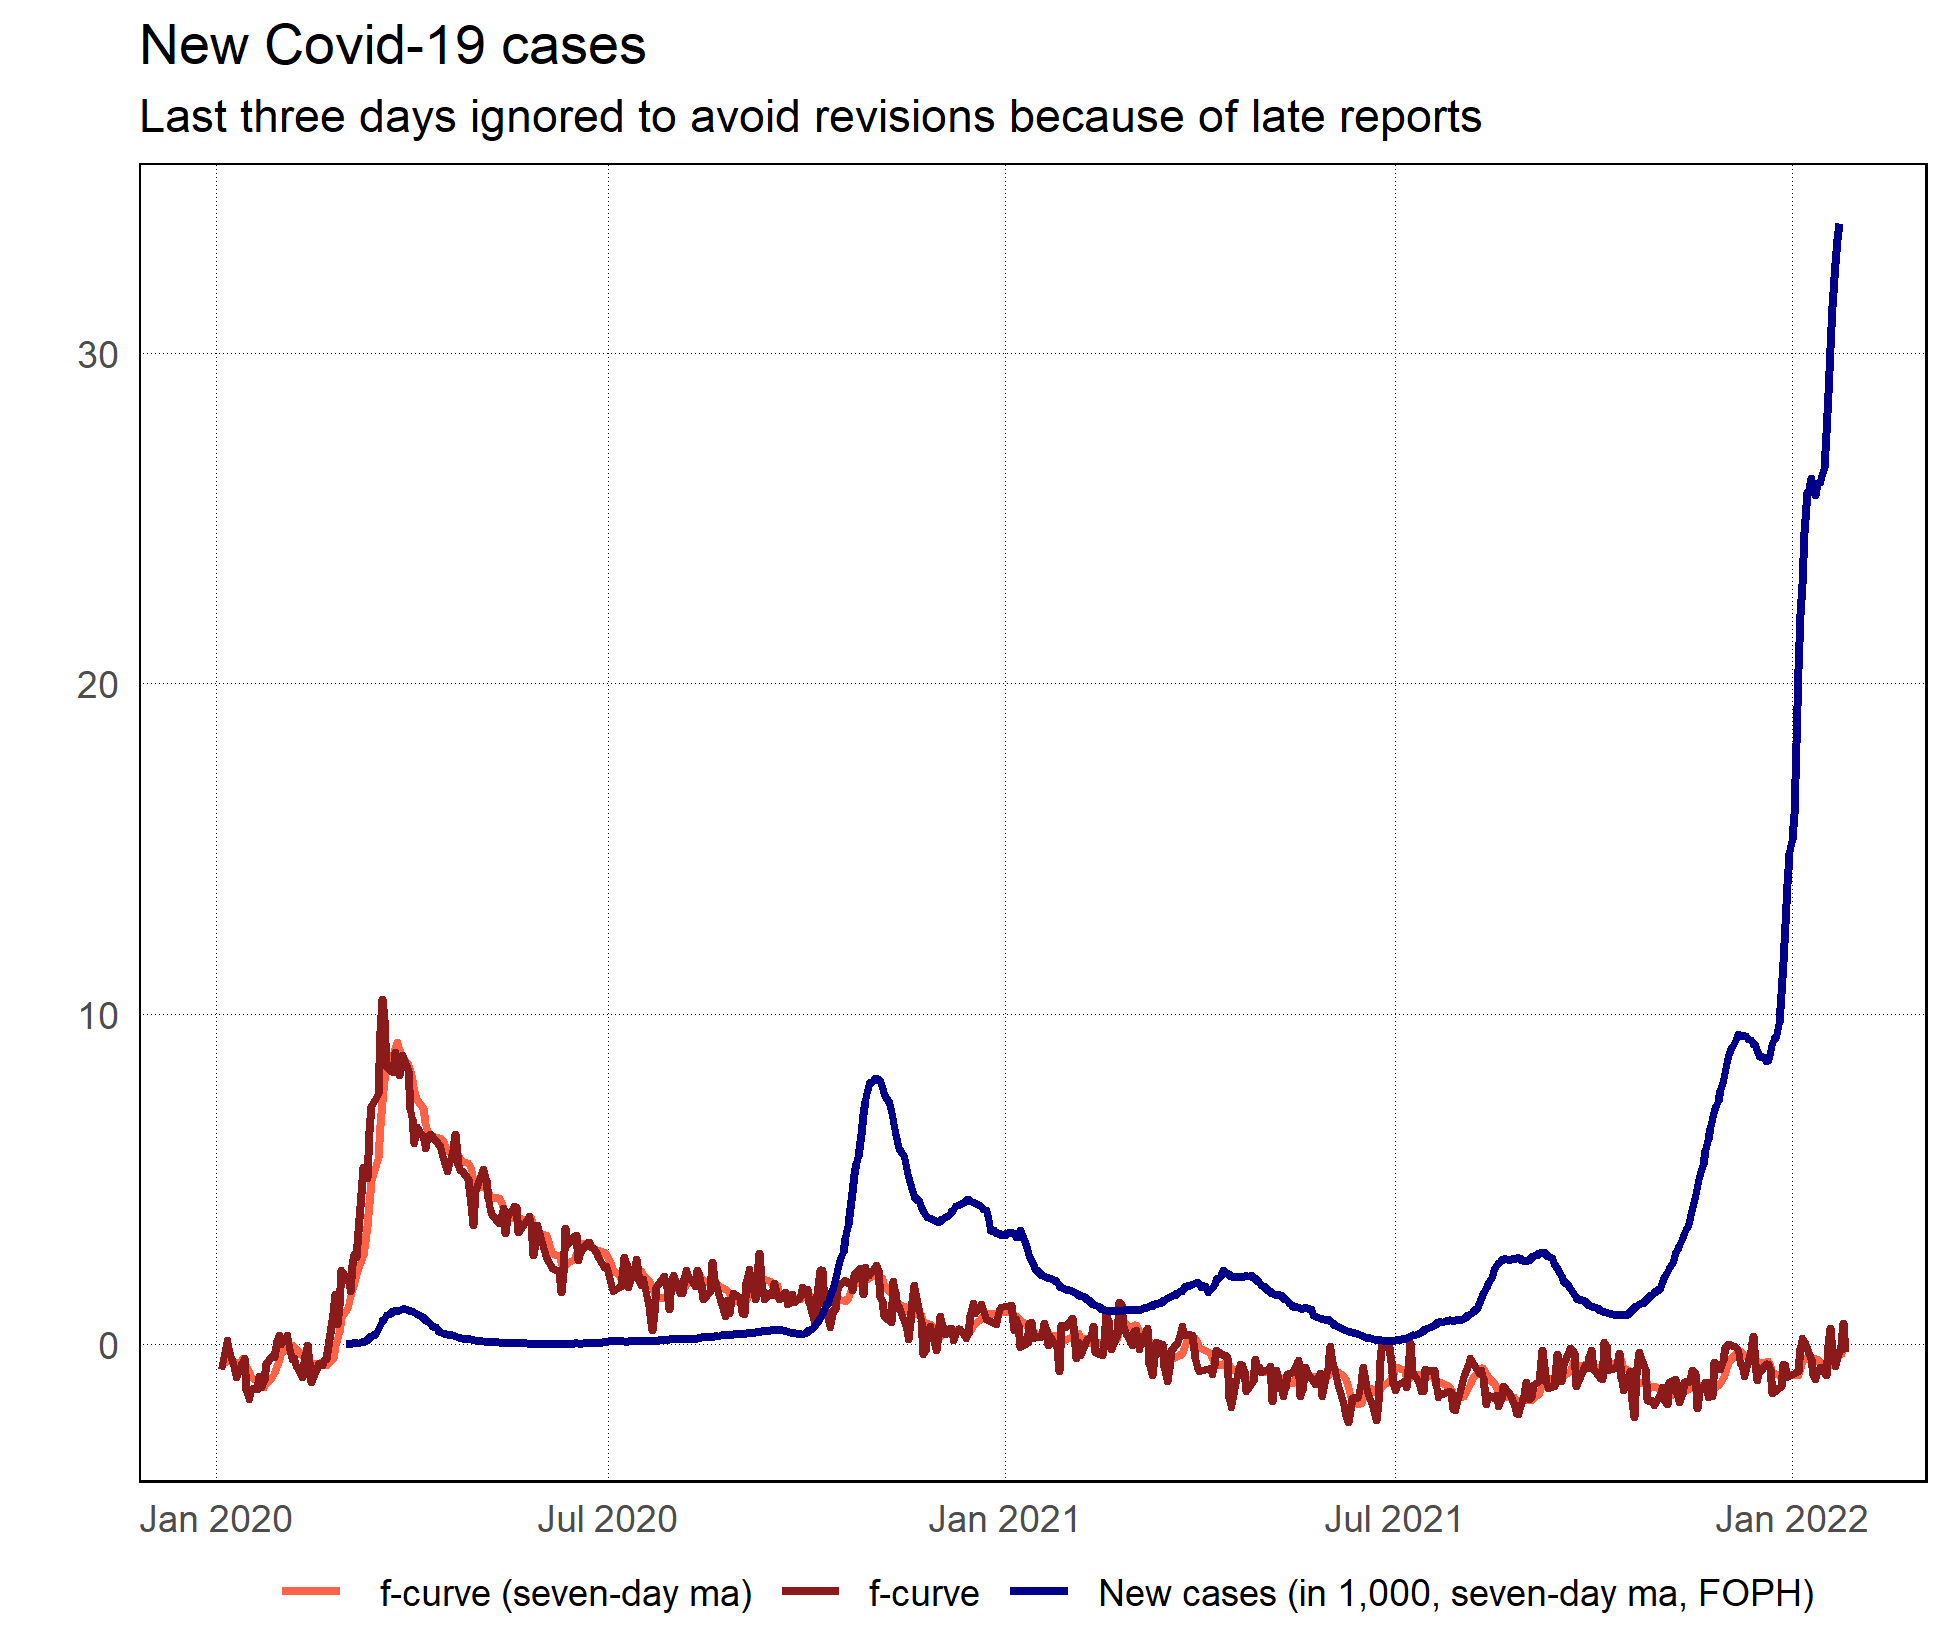 New Covid-19 cases
Last three days ignored to avoid revisions because of late reports
30
20
10
0
Jan 2020 Jul 2020 Jan 2021 Jul 2021 Jan 2022
f-curve (seven-day ma) f-curve New cases (in 1,000, seven-day ma, FOPH)